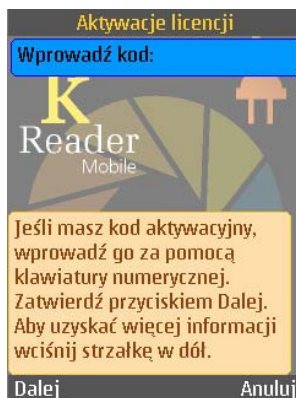 Aktywacje licencji
Wprowadź kod:
K
Reader
Mobile
Jeśli masz kod aktywacyjny,
wprowadź go za pomocą
klawiatury numerycznej.
Zatwierdź przyciskiem Dalej.
Aby uzyskać więcej informacji
wciśnij strzałkę w dół.
Dalej Anuluj